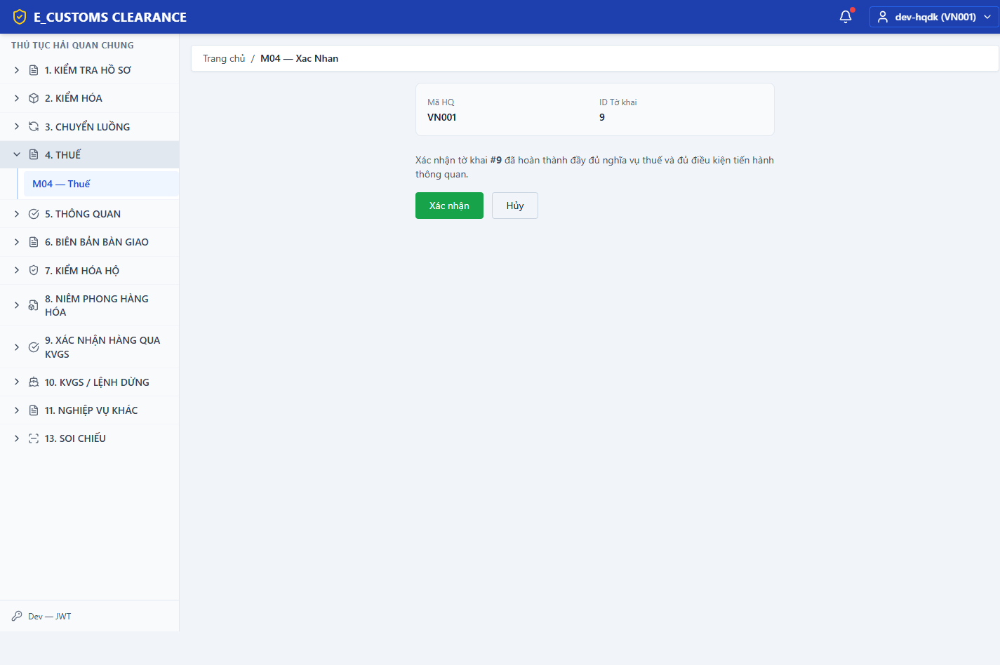 E_CUSTOMS CLEARANCE
dev-hqdk (VN001)
THỦ TỤC HẢI QUAN CHUNG
1. KIỂM TRA HỒ SƠ
2. KIỂM HÓA
3. CHUYỂN LUỒNG
4. THUẾ
M04 — Thuế
5. THÔNG QUAN
6. BIÊN BẢN BÀN GIAO
7. KIỂM HÓA HỘ
8. NIÊM PHONG HÀNG
HÓA
9. XÁC NHẬN HÀNG QUA
KVGS
10. KVGS / LỆNH DỪNG
11. NGHIỆP VỤ KHÁC
13. SOI CHIẾU
Dev — JWT
Trang chủ / M04 — Xac Nhan
Mã HQ ID Tờ khai
VN001 9
Xác nhận tờ khai #9 đã hoàn thành đầy đủ nghĩa vụ thuế và đủ điều kiện tiến hành
thông quan.
Xác nhận Hủy